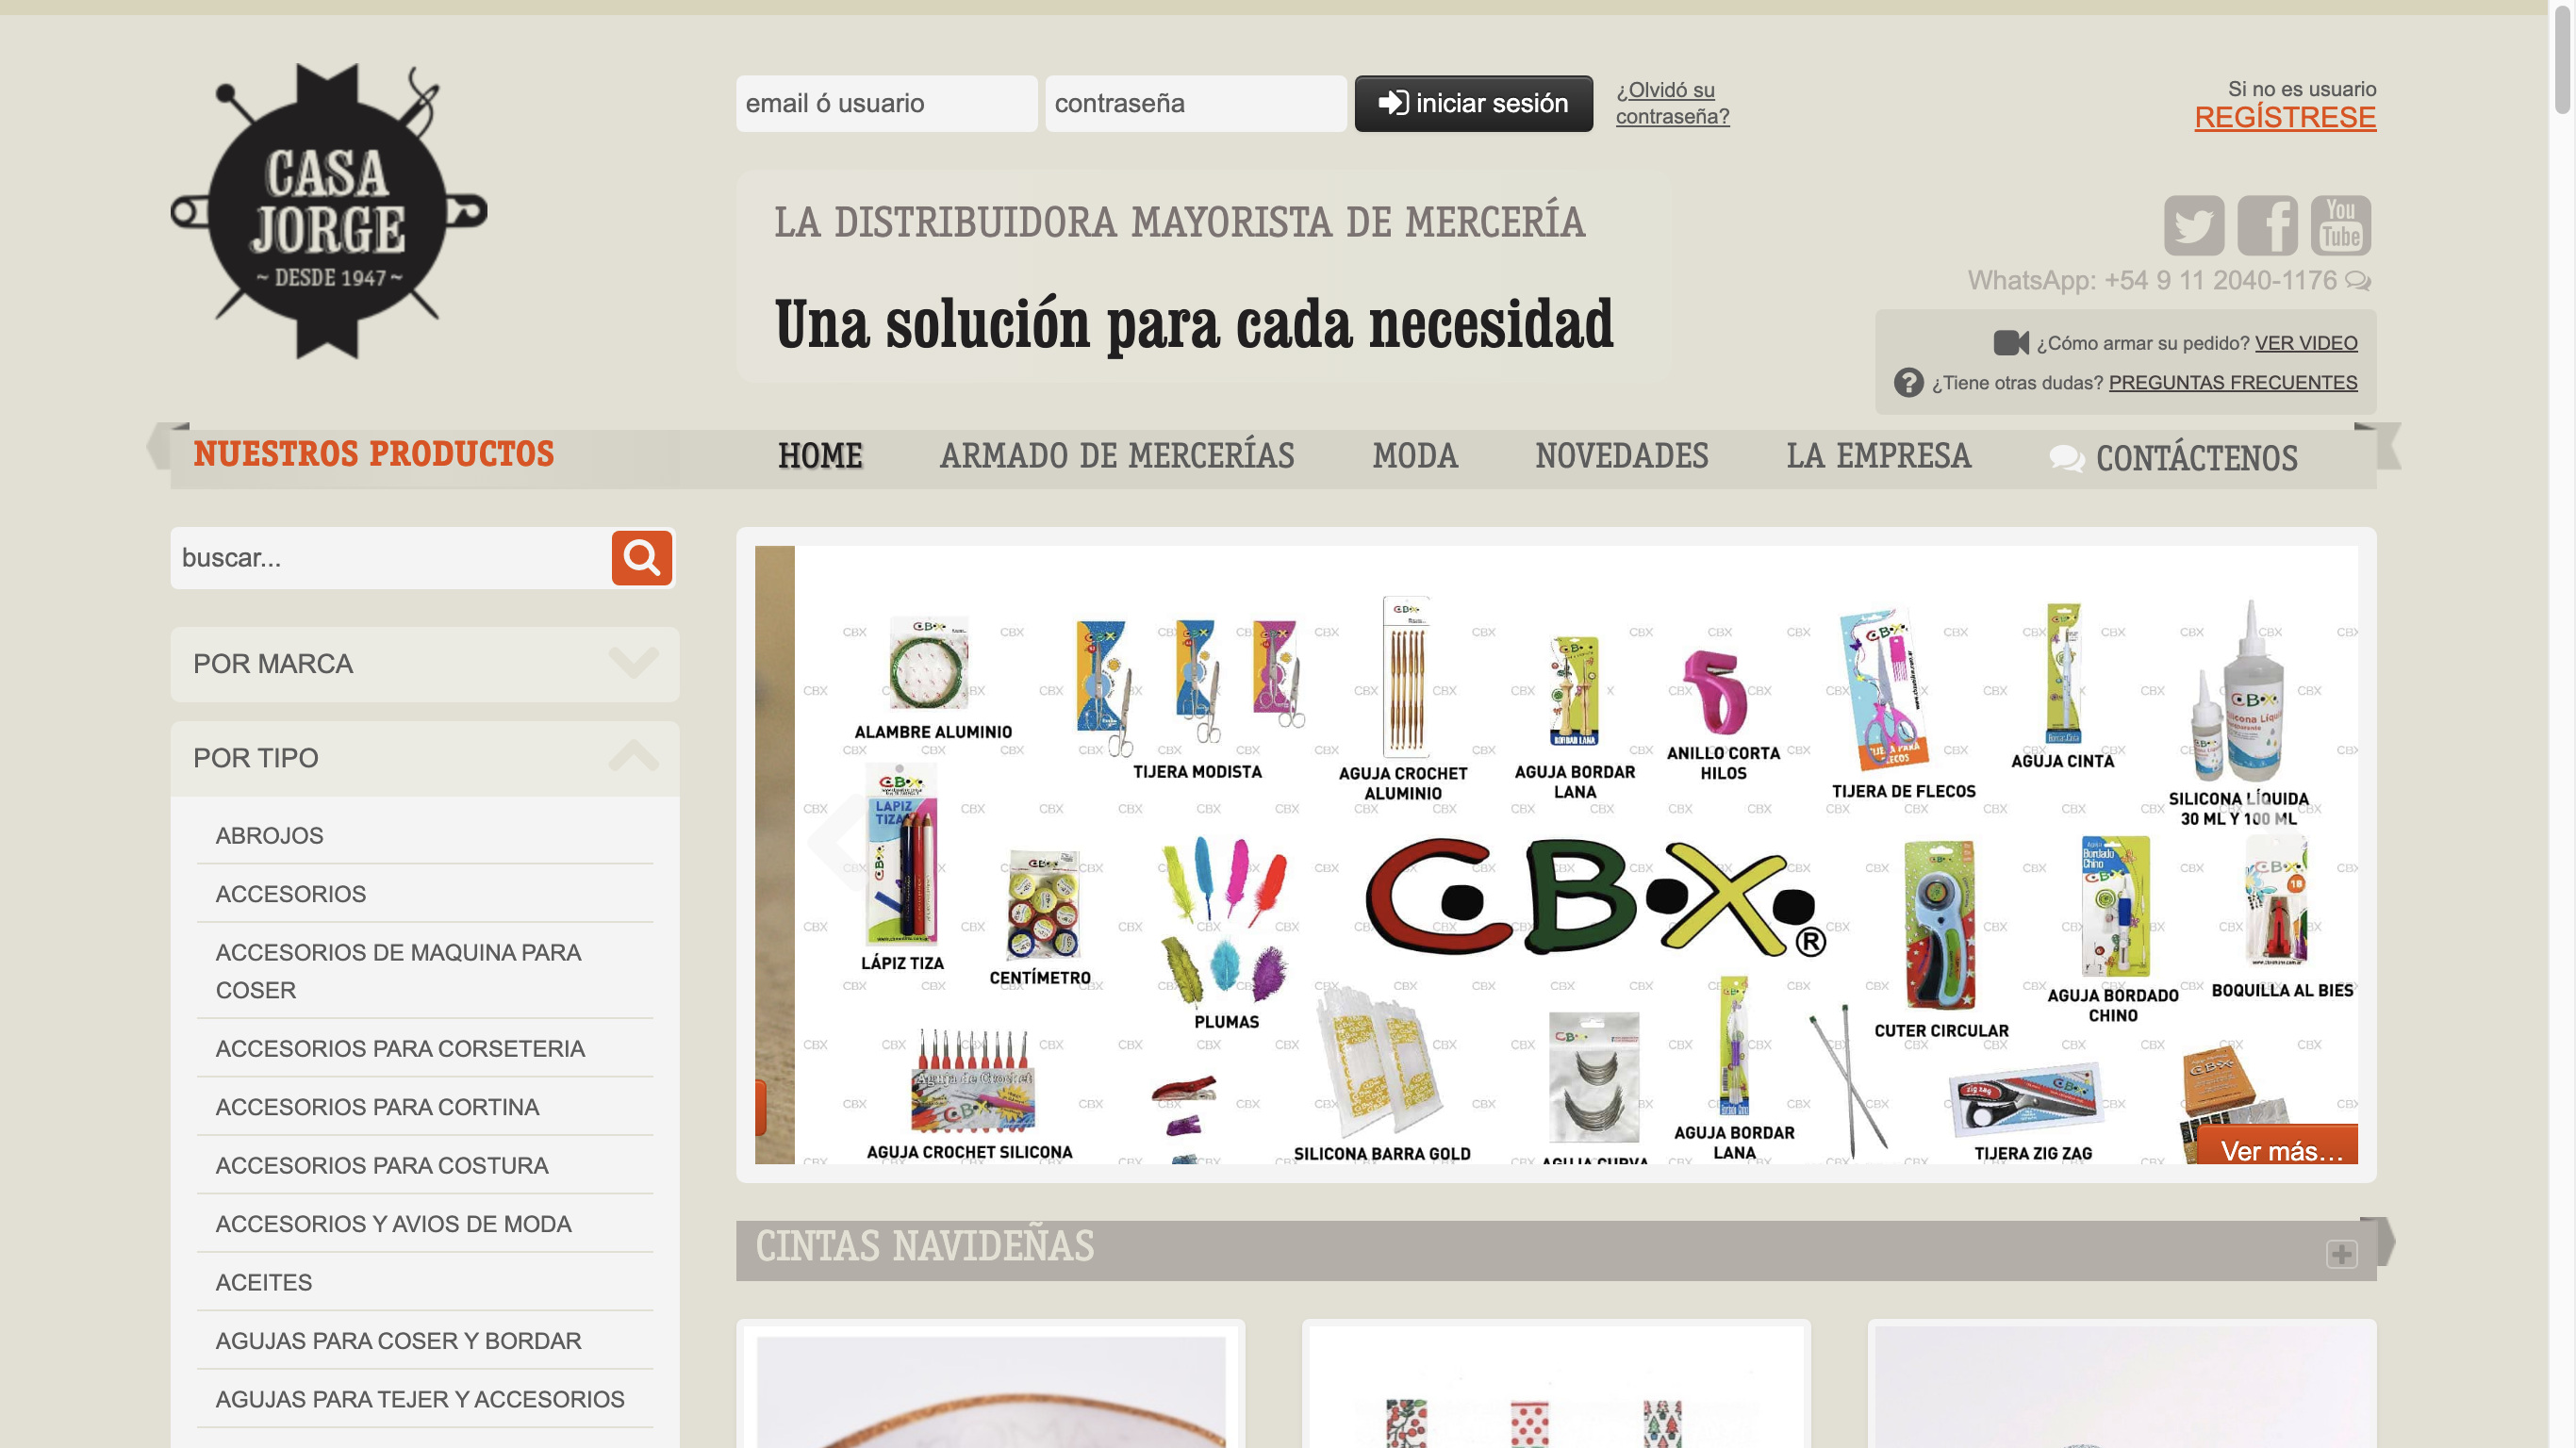 CASA
JORGE
~ DESDE 1947 ~
email ó usuario
contraseña
iniciar sesión
¿Olvidó su
contraseña?
Si no es usuario
REGÍSTRESE
LA DISTRIBUIDORA MAYORISTA DE MERCERÍA
Una solución para cada necesidad
You
Tube
WhatsApp: +54 9 11 2040-1176
¿Cómo armar su pedido? VER VIDEO
¿Tiene otras dudas? PREGUNTAS FRECUENTES
NUESTROS PRODUCTOS
HOME
ARMADO DE MERCERÍAS
MODA
NOVEDADES
LA EMPRESA
CONTÁCTENOS
buscar...
POR MARCA
POR TIPO
ABROJOS
ACCESORIOS
ACCESORIOS DE MAQUINA PARA
COSER
ACCESORIOS PARA CORSETERIA
ACCESORIOS PARA CORTINA
ACCESORIOS PARA COSTURA
ACCESORIOS Y AVIOS DE MODA
ACEITES
AGUJAS PARA COSER Y BORDAR
AGUJAS PARA TEJER Y ACCESORIOS
ALAMBRE ALUMINIO
TIJERA MODISTA
AGUJA CROCHET
ALUMINIO
AGUJA BORDAR
LANA
ANILLO CORTA
HILOS
TIJERA DE FLECOS
AGUJA CINTA
SILICONA LÍQUIDA
30 ML Y 100 ML
LÁPIZ TIZA
CENTÍMETRO
PLUMAS
C·B·X·®
CUTER CIRCULAR
AGUJA BORDADO
CHINO
BOQUILLA AL BIES
AGUJA CROCHET SILICONA
SILICONA BARRA GOLD
AGUJA CURVA
AGUJA BORDAR
LANA
TIJERA ZIG ZAG
Ver más...
CINTAS NAVIDEÑAS